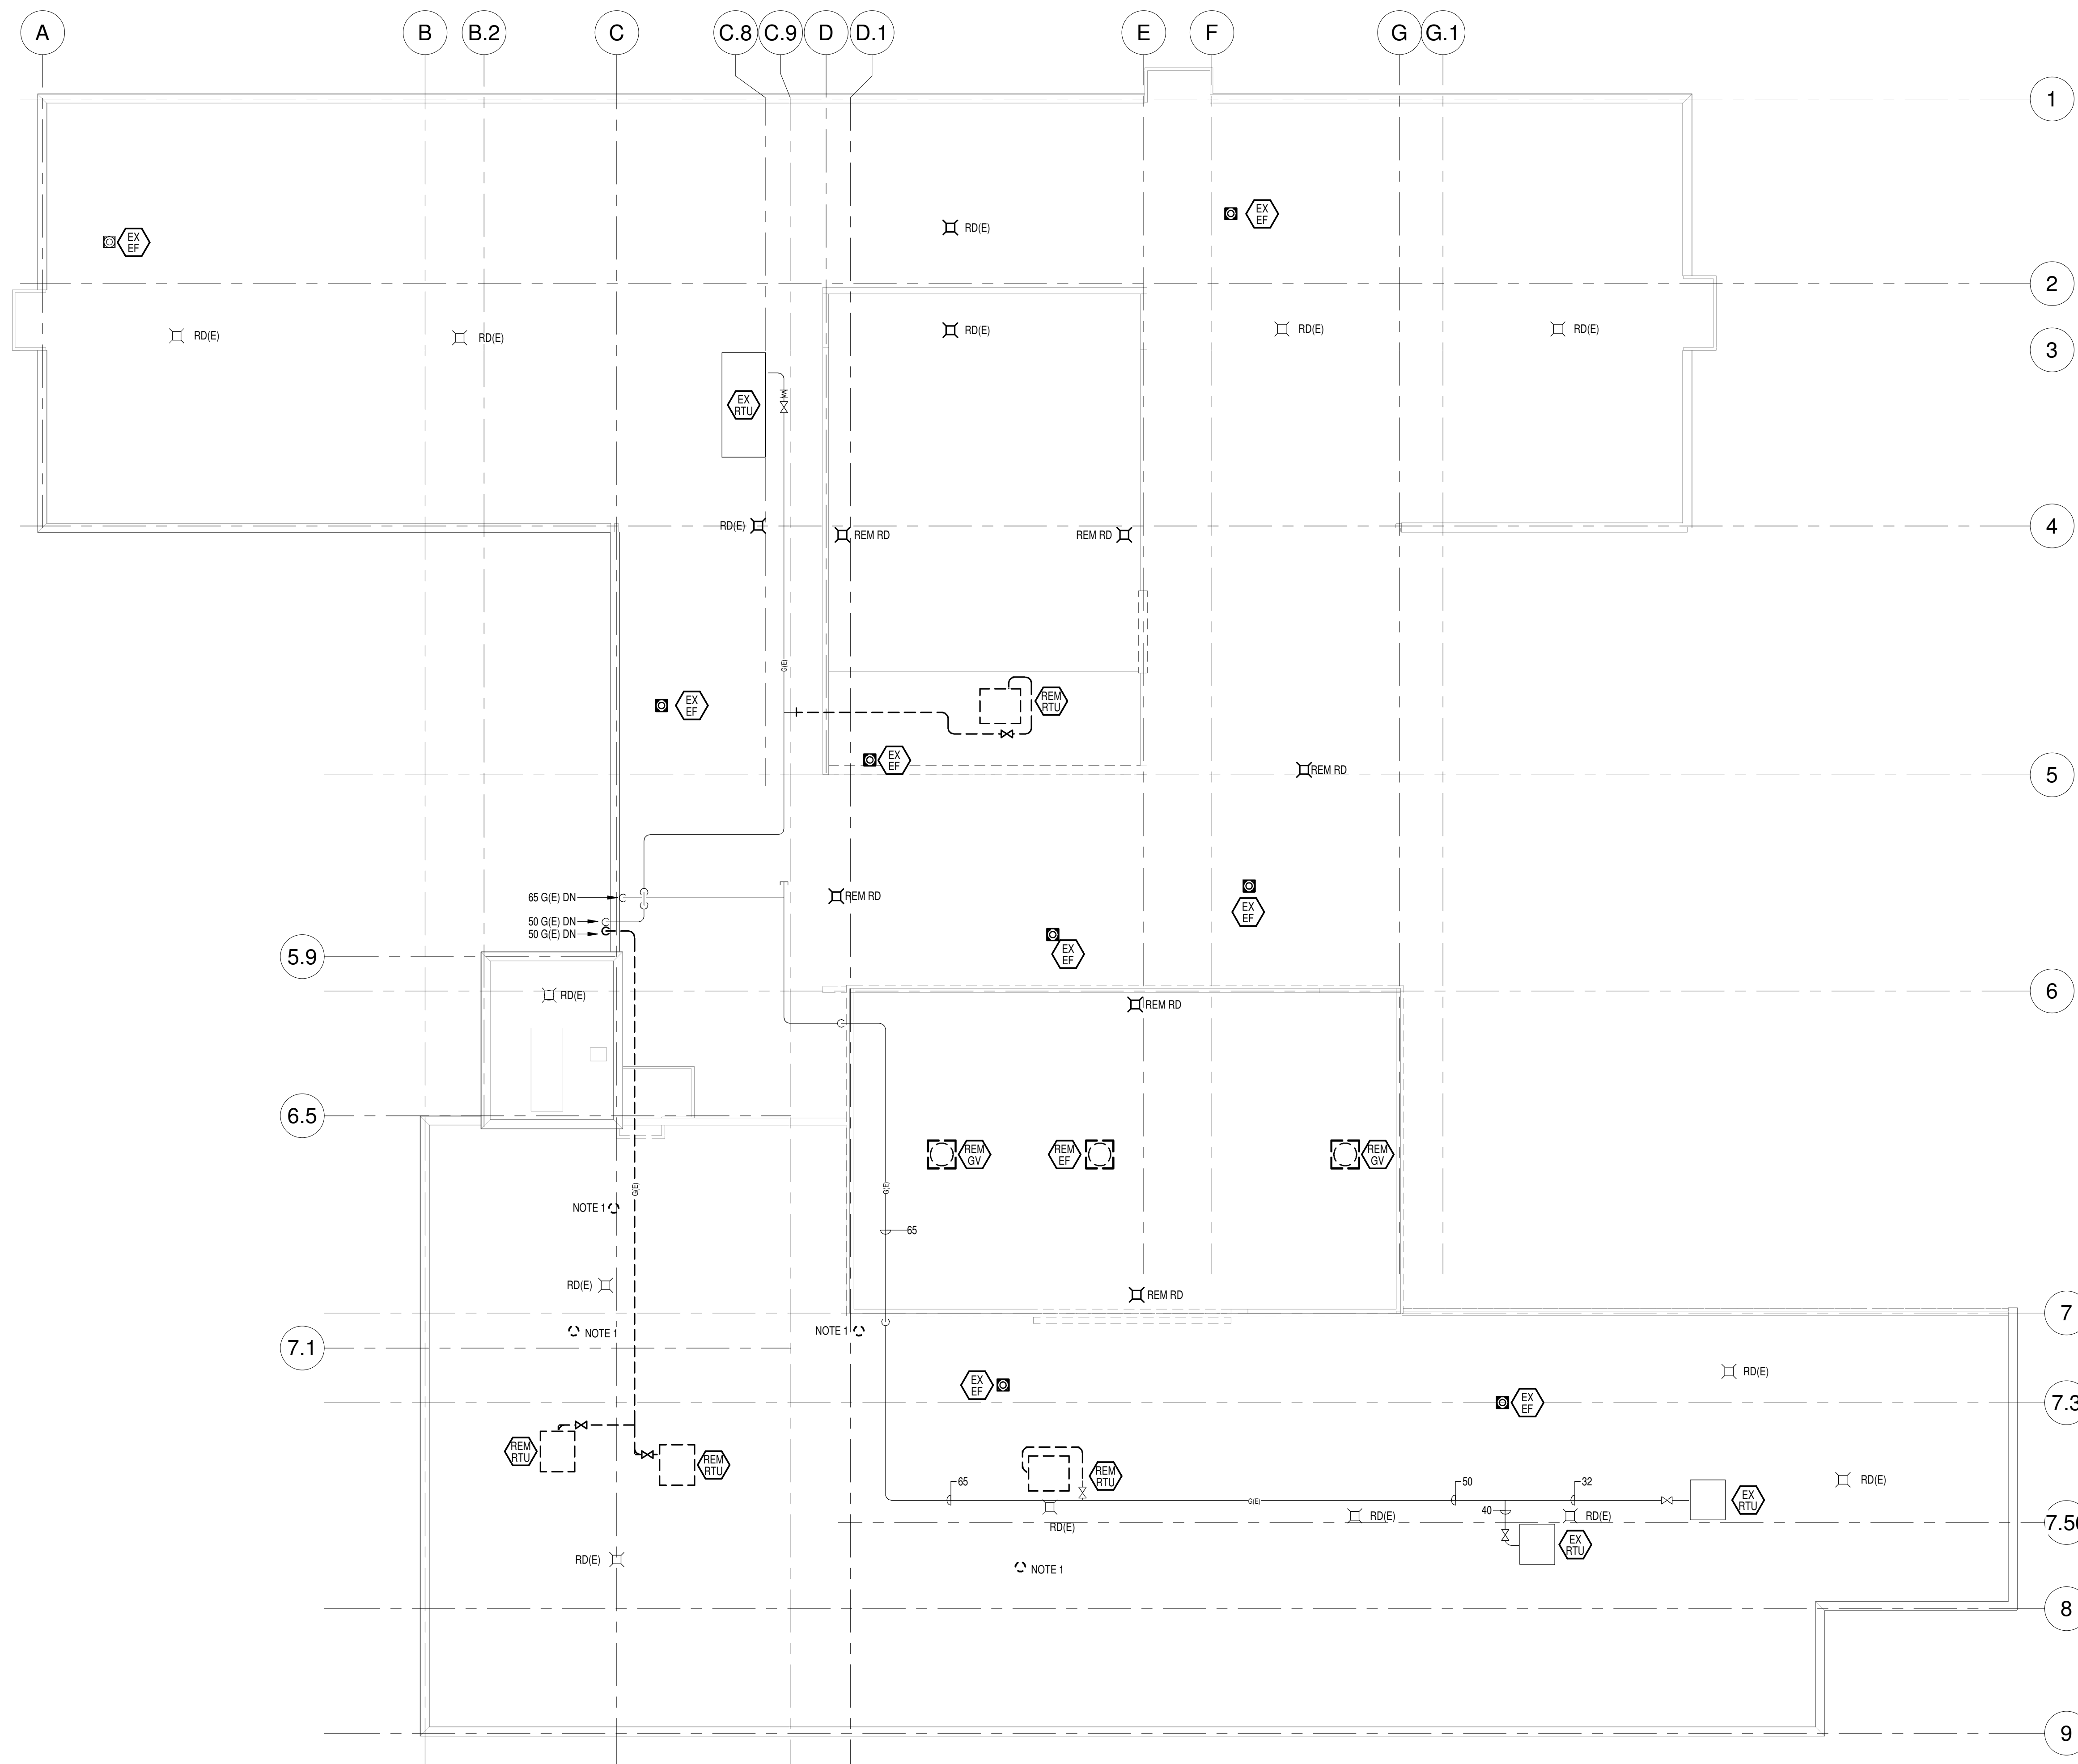 A
B
B.2
C
C.8
C.9
D
D.1
E
F
G
G.1
1
EX
EF
RD(E)
EX
EF
2
RD(E)
RD(E)
RD(E)
RD(E)
RD(E)
3
EX
RTU
RD(E)
4
REM RD
REM RD
G(E)
EX
EF
REM
RTU
EX
EF
REM RD
5
65 G(E) DN
REM RD
EX
EF
50 G(E) DN
50 G(E) DN
EX
EF
5.9
RD(E)
6
REM RD
6.5
REM
GV
REM
EF
REM
GV
G(E)
G(E)
NOTE 1
65
RD(E)
REM RD
7
NOTE 1
NOTE 1
7.1
RD(E)
EX
EF
EX
EF
7.3
REM
RTU
REM
RTU
REM
RTU
65
50
32
RD(E)
G(E)
40
EX
RTU
RD(E)
RD(E)
RD(E)
7.5
EX
RTU
RD(E)
NOTE 1
8
9